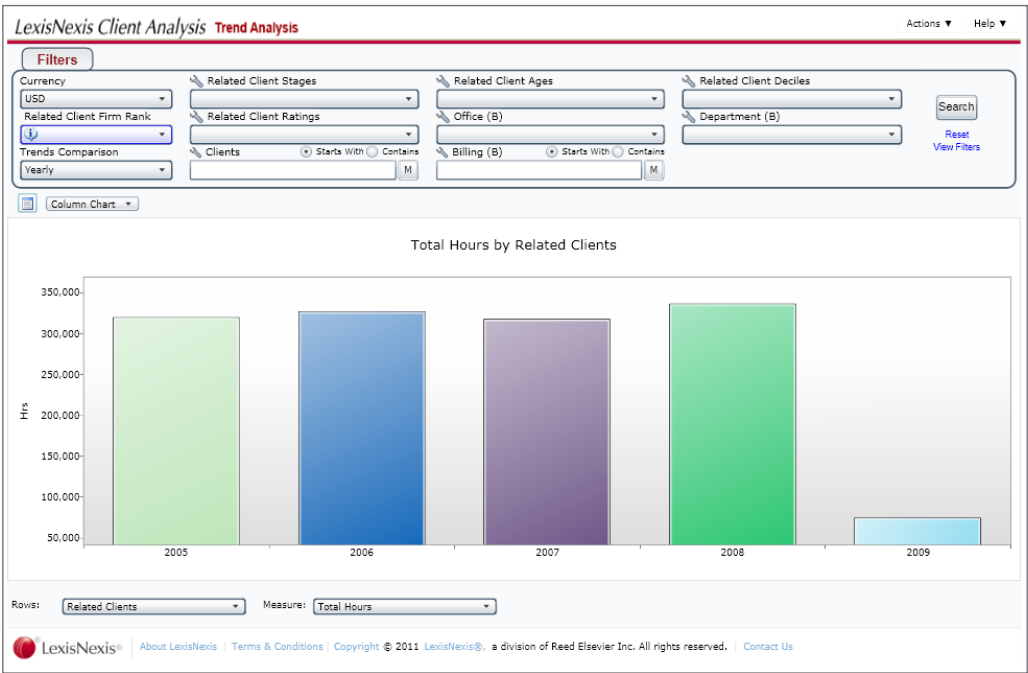 LexisNexis Client Analysis Trend Analysis Actions ▼ Help ▼
Filters
Currency Related Client Stages Related Client Ages Related Client Deciles
USD
Search
Related Client Firm Rank Related Client Ratings Office (B) Department (B)
Reset
View Filters
Trends Comparison Clients Starts With Contains Billing (B) Starts With Contains
Yearly M M
Column Chart
Total Hours by Related Clients
350,000
300,000
250,000
Hrs
200,000
150,000
100,000
50,000
2005 2006 2007 2008 2009
Rows: Related Clients Measure: Total Hours
LexisNexis® About LexisNexis | Terms & Conditions | Copyright © 2011 LexisNexis®, a division of Reed Elsevier Inc. All rights reserved. | Contact Us